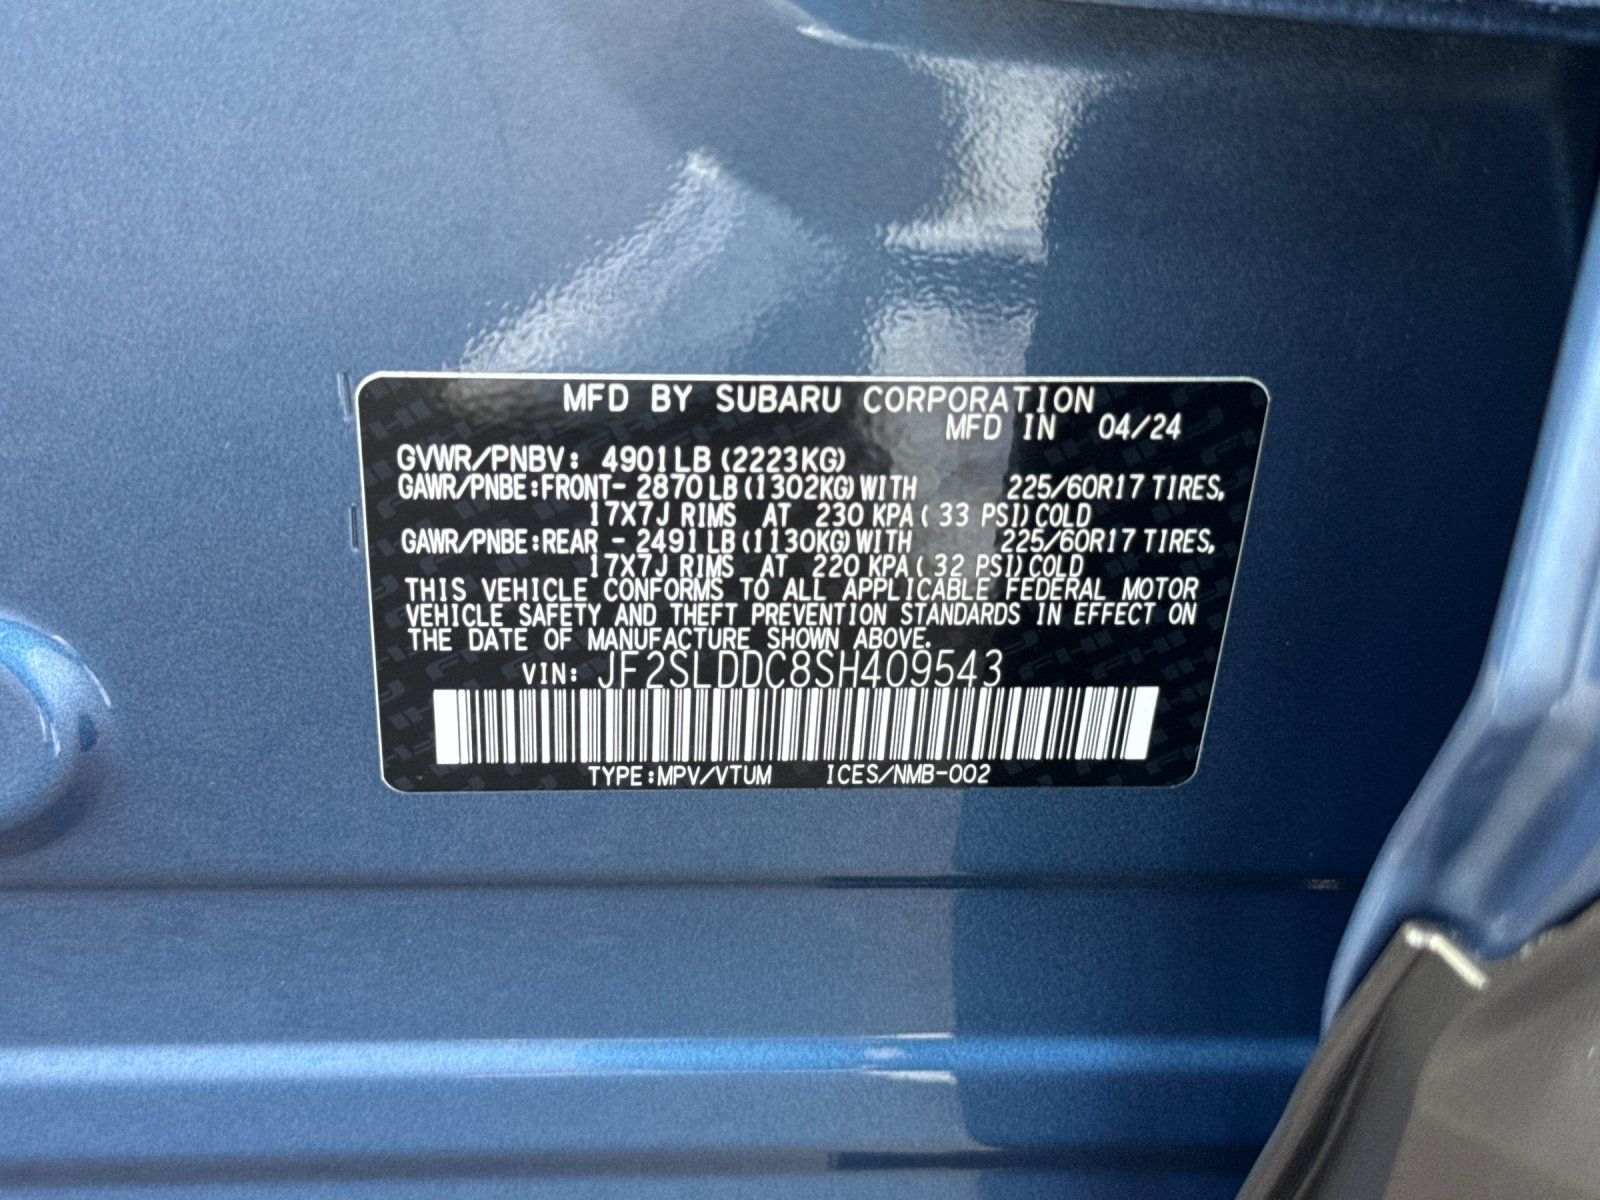 MFD BY SUBARU CORPORATION
MFD IN 04/24
GVWR/PNBV: 4901LB(2223KG)
GAWR/PNBE:FRONT- 2870LB(1302KG)WITH 225/60R17 TIRES,
17X7J RIMS AT 230 KPA( 33 PSI)COLD
GAWR/PNBE:REAR - 2491LB(1130KG)WITH 225/60R17 TIRES,
17X7J RIMS AT 220 KPA( 32 PSI)COLD
THIS VEHICLE CONFORMS TO ALL APPLICABLE FEDERAL MOTOR
VEHICLE SAFETY AND THEFT PREVENTION STANDARDS IN EFFECT ON
THE DATE OF MANUFACTURE SHOWN ABOVE.
VIN: JF2SLDDC8SH409543
TYPE:MPV/VTUM ICES/NMB-002